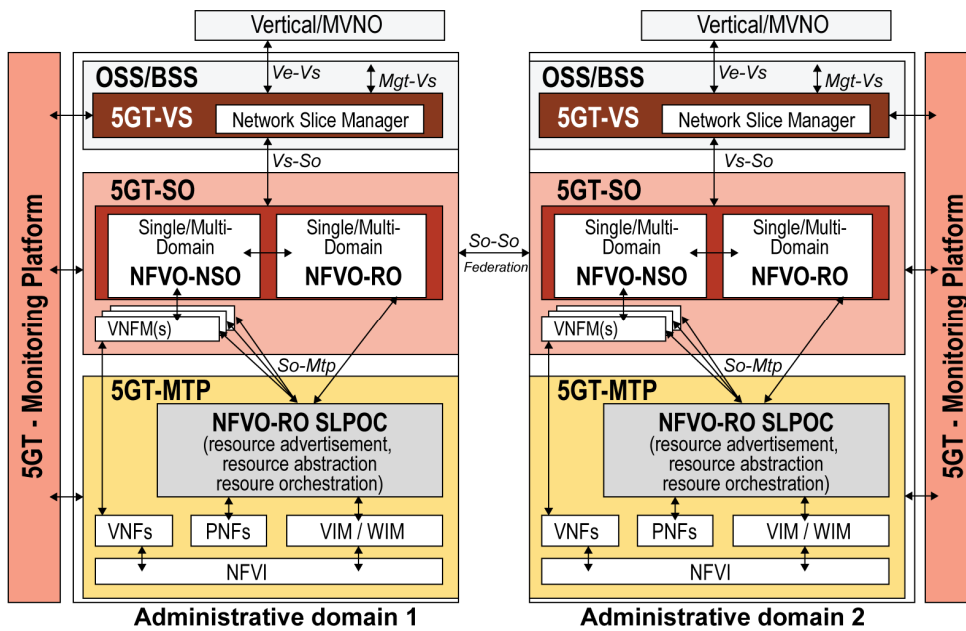 Vertical/MVNO
OSS/BSS
Ve-Vs
Mgt-Vs
5GT-VS
Network Slice Manager
Vs-So
5GT-SO
Single/Multi-
Domain
NFVO-NSO
Single/Multi-
Domain
NFVO-RO
VNFM(s)
So-Mtp
5GT-MTP
NFVO-RO SLPOC
(resource advertisement,
resource abstraction
resoure orchestration)
VNFs
PNFs
VIM / WIM
NFVI
5GT - Monitoring Platform
Administrative domain 1
So-So
Federation
Vertical/MVNO
OSS/BSS
Ve-Vs
Mgt-Vs
5GT-VS
Network Slice Manager
Vs-So
5GT-SO
Single/Multi-
Domain
NFVO-NSO
Single/Multi-
Domain
NFVO-RO
VNFM(s)
So-Mtp
5GT-MTP
NFVO-RO SLPOC
(resource advertisement,
resource abstraction
resoure orchestration)
VNFs
PNFs
VIM / WIM
NFVI
5GT - Monitoring Platform
Administrative domain 2